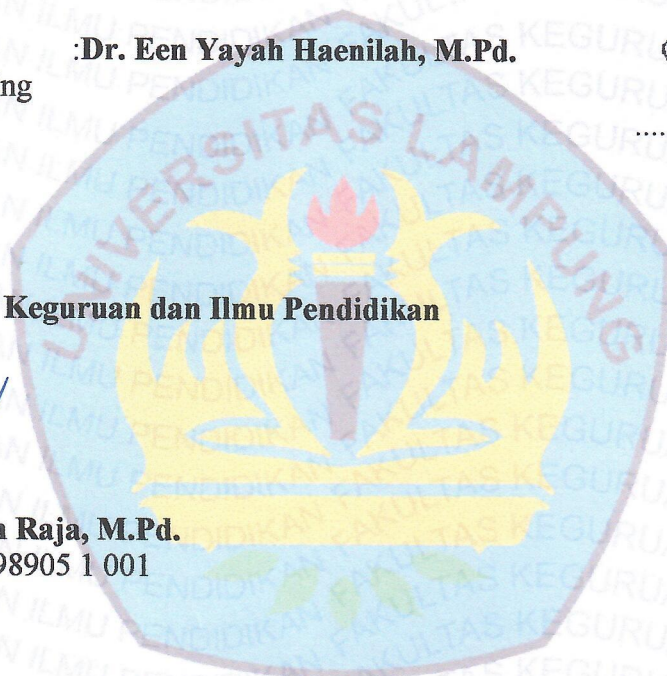 :Dr. Een Yayah Haenilah, M.Pd.
ng
.....
UNIVERSITAS LAMPUNG
Keguruan dan Ilmu Pendidikan
Raja, M.Pd.
98905 1 001